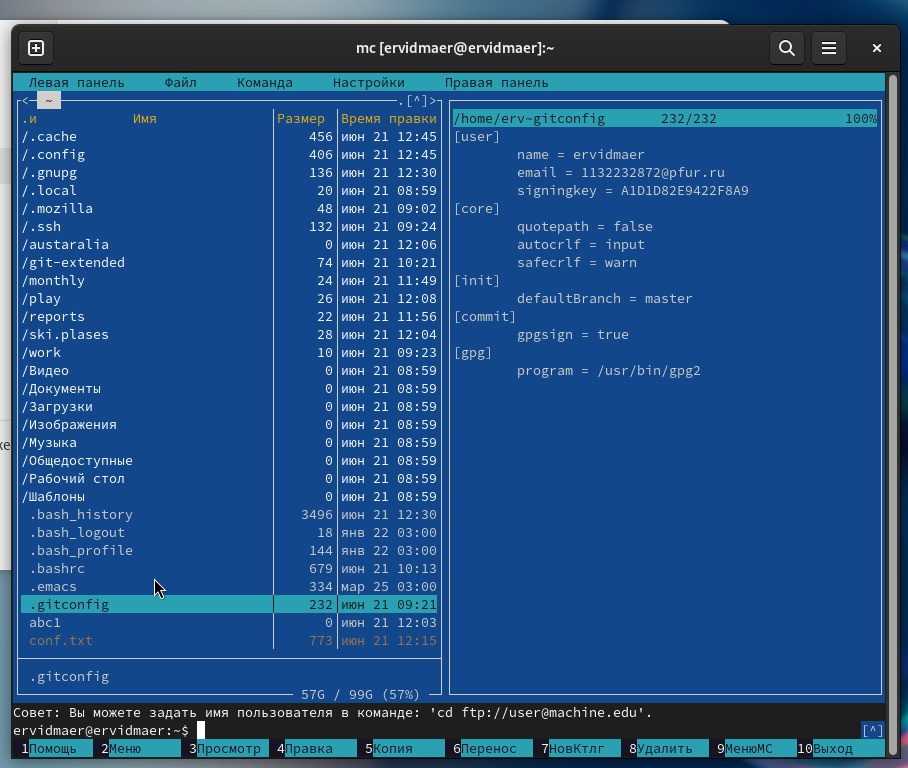 mc [ervidmaer@ervidmaer]:~
Левая панель Файл Команда Настройки Правая панель
<─ ~ .[^]>
.и Имя Размер Время правки
/.cache 456 июн 21 12:45
/.config 406 июн 21 12:45
/.gnupg 136 июн 21 12:30
/.local 20 июн 21 08:59
/.mozilla 48 июн 21 09:02
/.ssh 132 июн 21 09:24
/austaralia 0 июн 21 12:06
/git-extended 74 июн 21 10:21
/monthly 24 июн 21 11:49
/play 26 июн 21 12:08
/reports 22 июн 21 11:56
/ski.plases 28 июн 21 12:04
/work 10 июн 21 09:23
/Видео 0 июн 21 08:59
/Документы 0 июн 21 08:59
/Загрузки 0 июн 21 08:59
/Изображения 0 июн 21 08:59
/Музыка 0 июн 21 08:59
/Общедоступные 0 июн 21 08:59
/Рабочий стол 0 июн 21 08:59
/Шаблоны 0 июн 21 08:59
.bash_history 3496 июн 21 12:30
.bash_logout 18 янв 22 03:00
.bash_profile 144 янв 22 03:00
.bashrc 679 июн 21 10:13
.emacs 334 мар 25 03:00
.gitconfig 232 июн 21 09:21
abc1 0 июн 21 12:03
conf.txt 773 июн 21 12:15
.gitconfig
57G / 99G (57%)
/home/erv~gitconfig 232/232 100%
[user]
name = ervidmaer
email = 1132232872@pfur.ru
signingkey = A1D1D82E9422F8A9
[core]
quotepath = false
autocrlf = input
safecrlf = warn
[init]
defaultBranch = master
[commit]
gpgsign = true
[gpg]
program = /usr/bin/gpg2
Совет: Вы можете задать имя пользователя в команде: 'cd ftp://user@machine.edu'.
ervidmaer@ervidmaer:~$ [^]
1Помощь 2Меню 3Просмотр 4Правка 5Копия 6Перенос 7НовКтлг 8Удалить 9МенюМС 10Выход